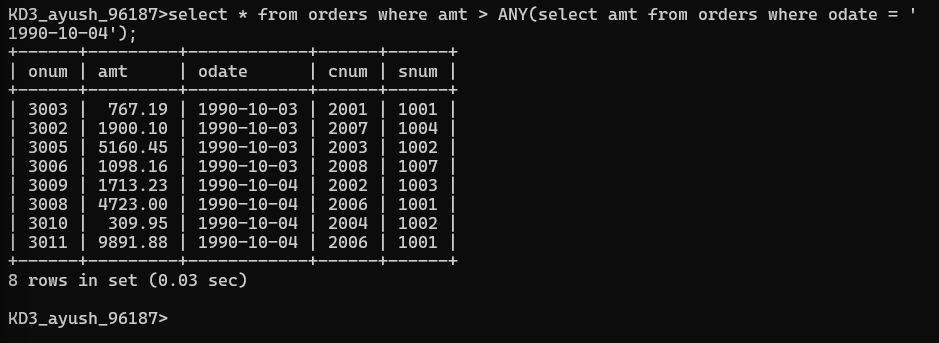 KD3_ayush_96187>select * from orders where amt > ANY(select amt from orders where odate = '
1990-10-04');
+------+---------+------------+------+------+
| onum | amt     | odate      | cnum | snum |
+------+---------+------------+------+------+
| 3003 |  767.19 | 1990-10-03 | 2001 | 1001 |
| 3002 | 1900.10 | 1990-10-03 | 2007 | 1004 |
| 3005 | 5160.45 | 1990-10-03 | 2003 | 1002 |
| 3006 | 1098.16 | 1990-10-03 | 2008 | 1007 |
| 3009 | 1713.23 | 1990-10-04 | 2002 | 1003 |
| 3008 | 4723.00 | 1990-10-04 | 2006 | 1001 |
| 3010 |  309.95 | 1990-10-04 | 2004 | 1002 |
| 3011 | 9891.88 | 1990-10-04 | 2006 | 1001 |
+------+---------+------------+------+------+
8 rows in set (0.03 sec)
KD3_ayush_96187>